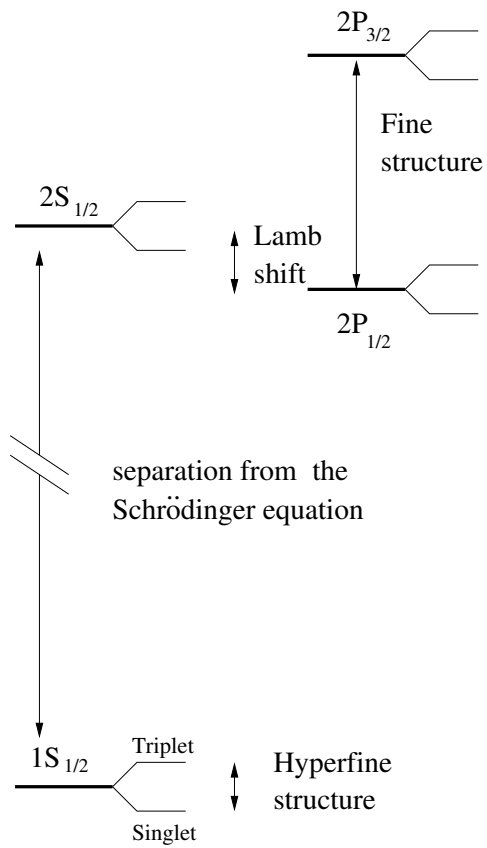 2P3/2
Fine
structure
2S1/2
Lamb
shift
2P1/2
separation from the
Schrödinger equation
1S1/2
Triplet
Singlet
Hyperfine
structure